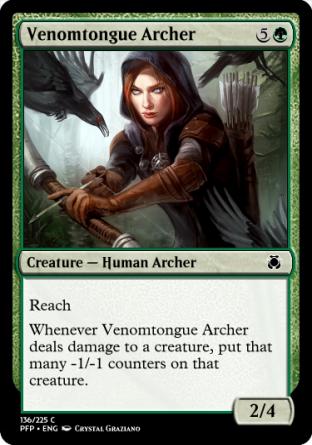 Venomtongue Archer 5
Creature — Human Archer
Reach
Whenever Venomtongue Archer
deals damage to a creature, put that
many -1/-1 counters on that
creature.
2/4
136/225 C
PFP • ENG Crystal Graziano